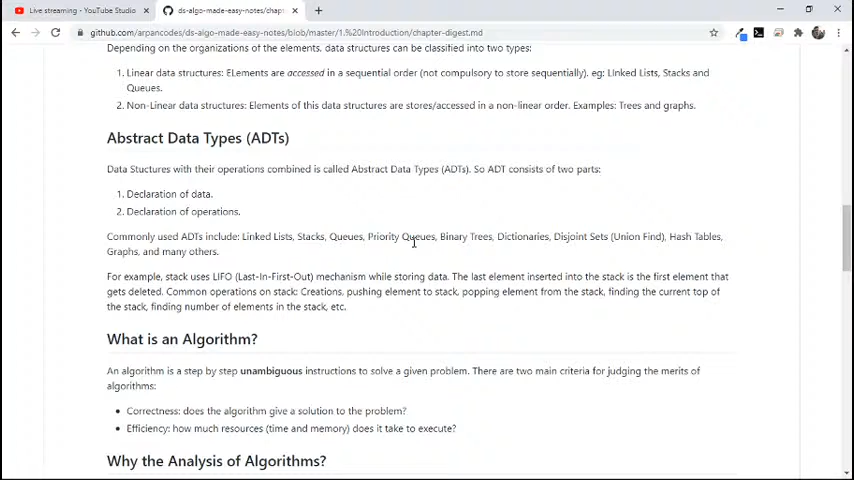 Live streaming - YouTube Studio
ds-algo-made-easy-notes/chapt
github.com/arpancodes/ds-algo-made-easy-notes/blob/master/1.%20Introduction/chapter-digest.md
Depending on the organizations of the elements. data structures can be classified into two types:
1. Linear data structures: ELements are accessed in a sequential order (not compulsory to store sequentially). eg: LInked Lists, Stacks and
Queues.
2. Non-Linear data structures: Elements of this data structures are stores/accessed in a non-linear order. Examples: Trees and graphs.
Abstract Data Types (ADTs)
Data Stuctures with their operations combined is called Abstract Data Types (ADTs). So ADT consists of two parts:
1. Declaration of data.
2. Declaration of operations.
Commonly used ADTs include: Linked Lists, Stacks, Queues, Priority Queues, Binary Trees, Dictionaries, Disjoint Sets (Union Find), Hash Tables,
Graphs, and many others.
For example, stack uses LIFO (Last-In-First-Out) mechanism while storing data. The last element inserted into the stack is the first element that
gets deleted. Common operations on stack: Creations, pushing element to stack, popping element from the stack, finding the current top of
the stack, finding number of elements in the stack, etc.
What is an Algorithm?
An algorithm is a step by step unambiguous instructions to solve a given problem. There are two main criteria for judging the merits of
algorithms:
• Correctness: does the algorithm give a solution to the problem?
• Efficiency: how much resources (time and memory) does it take to execute?
Why the Analysis of Algorithms?